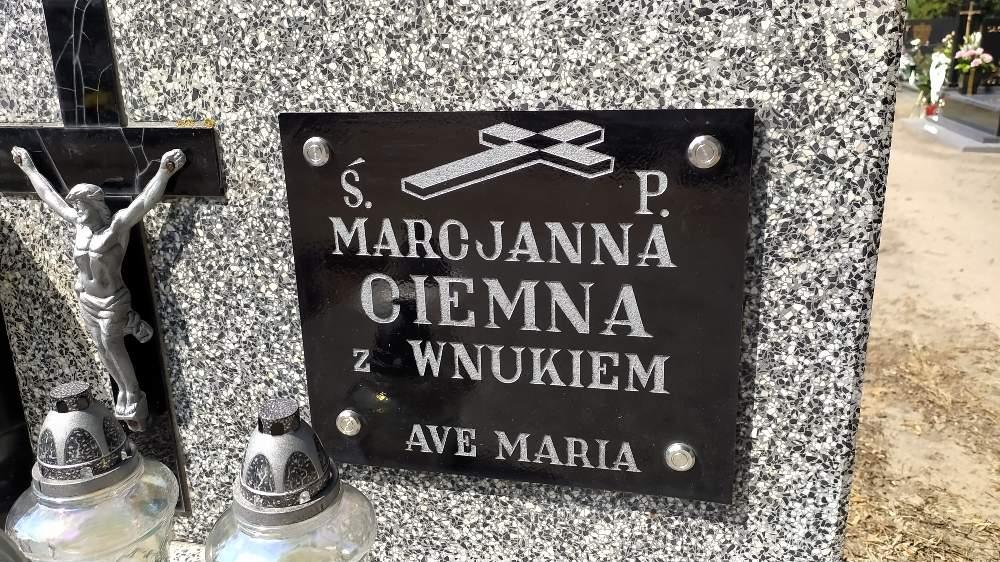 Ś. P.
MARCJANNA
CIEMNA
z WNUKIEM
AVE MARIA